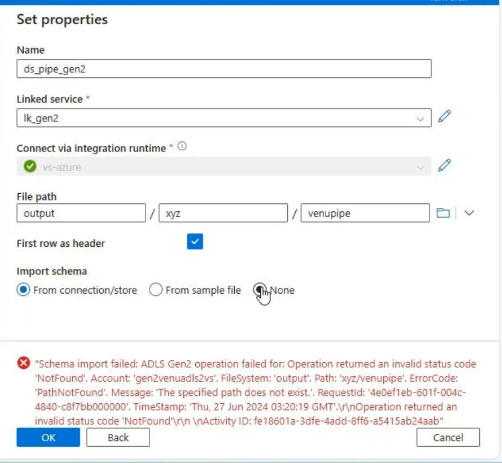 Set properties
Name
ds_pipe_gen2
Linked service *
lk_gen2
Connect via integration runtime *
vs-azure
File path
output / xyz / venupipe
First row as header
Import schema
From connection/store From sample file None
"Schema import failed: ADLS Gen2 operation failed for: Operation returned an invalid status code
'NotFound'. Account: 'gen2venuadls2vs'. FileSystem: 'output'. Path: 'xyz/venupipe'. ErrorCode:
'PathNotFound'. Message: 'The specified path does not exist.'. RequestId: '4e0ef1eb-601f-004c-
4840-c8f7bb000000'. TimeStamp: 'Thu, 27 Jun 2024 03:20:19 GMT'.\r\nOperation returned an
invalid status code 'NotFound'\r\n \nActivity ID: fe18601a-3dfe-4add-8ff6-a5415ab24aab"
OK Back Cancel